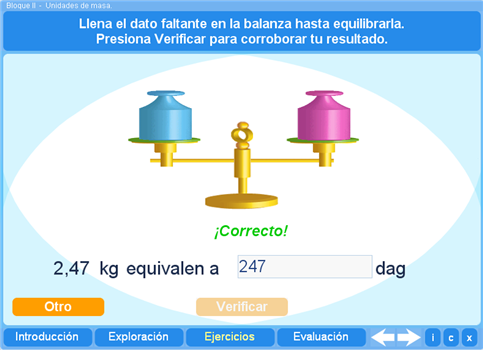 Bloque II - Unidades de masa.
Llena el dato faltante en la balanza hasta equilibrarla.
Presiona Verificar para corroborar tu resultado.
¡Correcto!
2,47 kg equivalen a 247 dag
Otro Verificar
Introducción Exploración Ejercicios Evaluación i c x